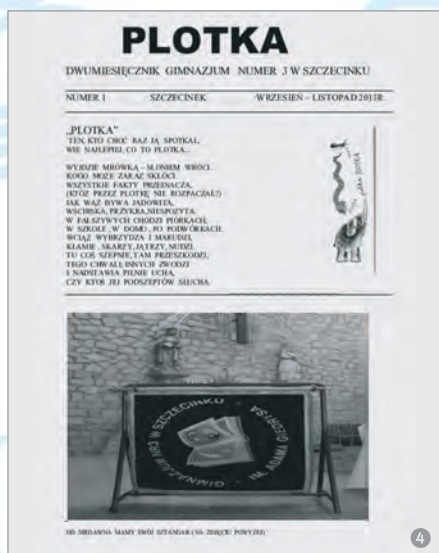 PLOTKA
DWUMIESIĘCZNIK GIMNAZJUM NUMER 3 W SZCZECINKU
NUMER 1 SZCZECINEK WRZESIEŃ – LISTOPAD 2013R.
„PLOTKA”
TEN, KTO CHOĆ RAZ JĄ SPOTKAŁ,
WIE NAJLEPIEJ, CO TO PLOTKA...
WYJDZIE MRÓWKĄ – SŁONIEM WRÓCI.
KOGO MOŻE ZARAZ SKŁÓCI.
WSZYSTKIE FAKTY PRZEINACZA,
(KTÓŻ PRZEZ PLOTKĘ NIE ROZPACZAŁ!)
JAK WĄŻ BYWA JADOWITA,
WŚCIBSKA, PRZYKRA, NIESPOŻYTA.
W FAŁSZYWYCH CHODZI PIÓRKACH,
W SZKOLE, W DOMU, PO PODWÓRKACH.
WCIĄŻ WYBRZYDZA I MARUDZI,
KŁAMIE, SKARŻY, JĄTRZY, NUDZI.
TU COŚ SZEPNIE, TAM PRZESZKODZI,
TEGO CHWALI, INNYCH ZWODZI
I NADSTAWIA PILNIE UCHA,
CZY KTOŚ JEJ PODSZEPTÓW SŁUCHA.
GIMNAZJUM NR 3 W SZCZECINKU
IM. ADAMA GIEDRYSA
OD NIEDAWNA MAMY SWÓJ SZTANDAR (NA ZDJĘCIU POWYŻEJ)
4